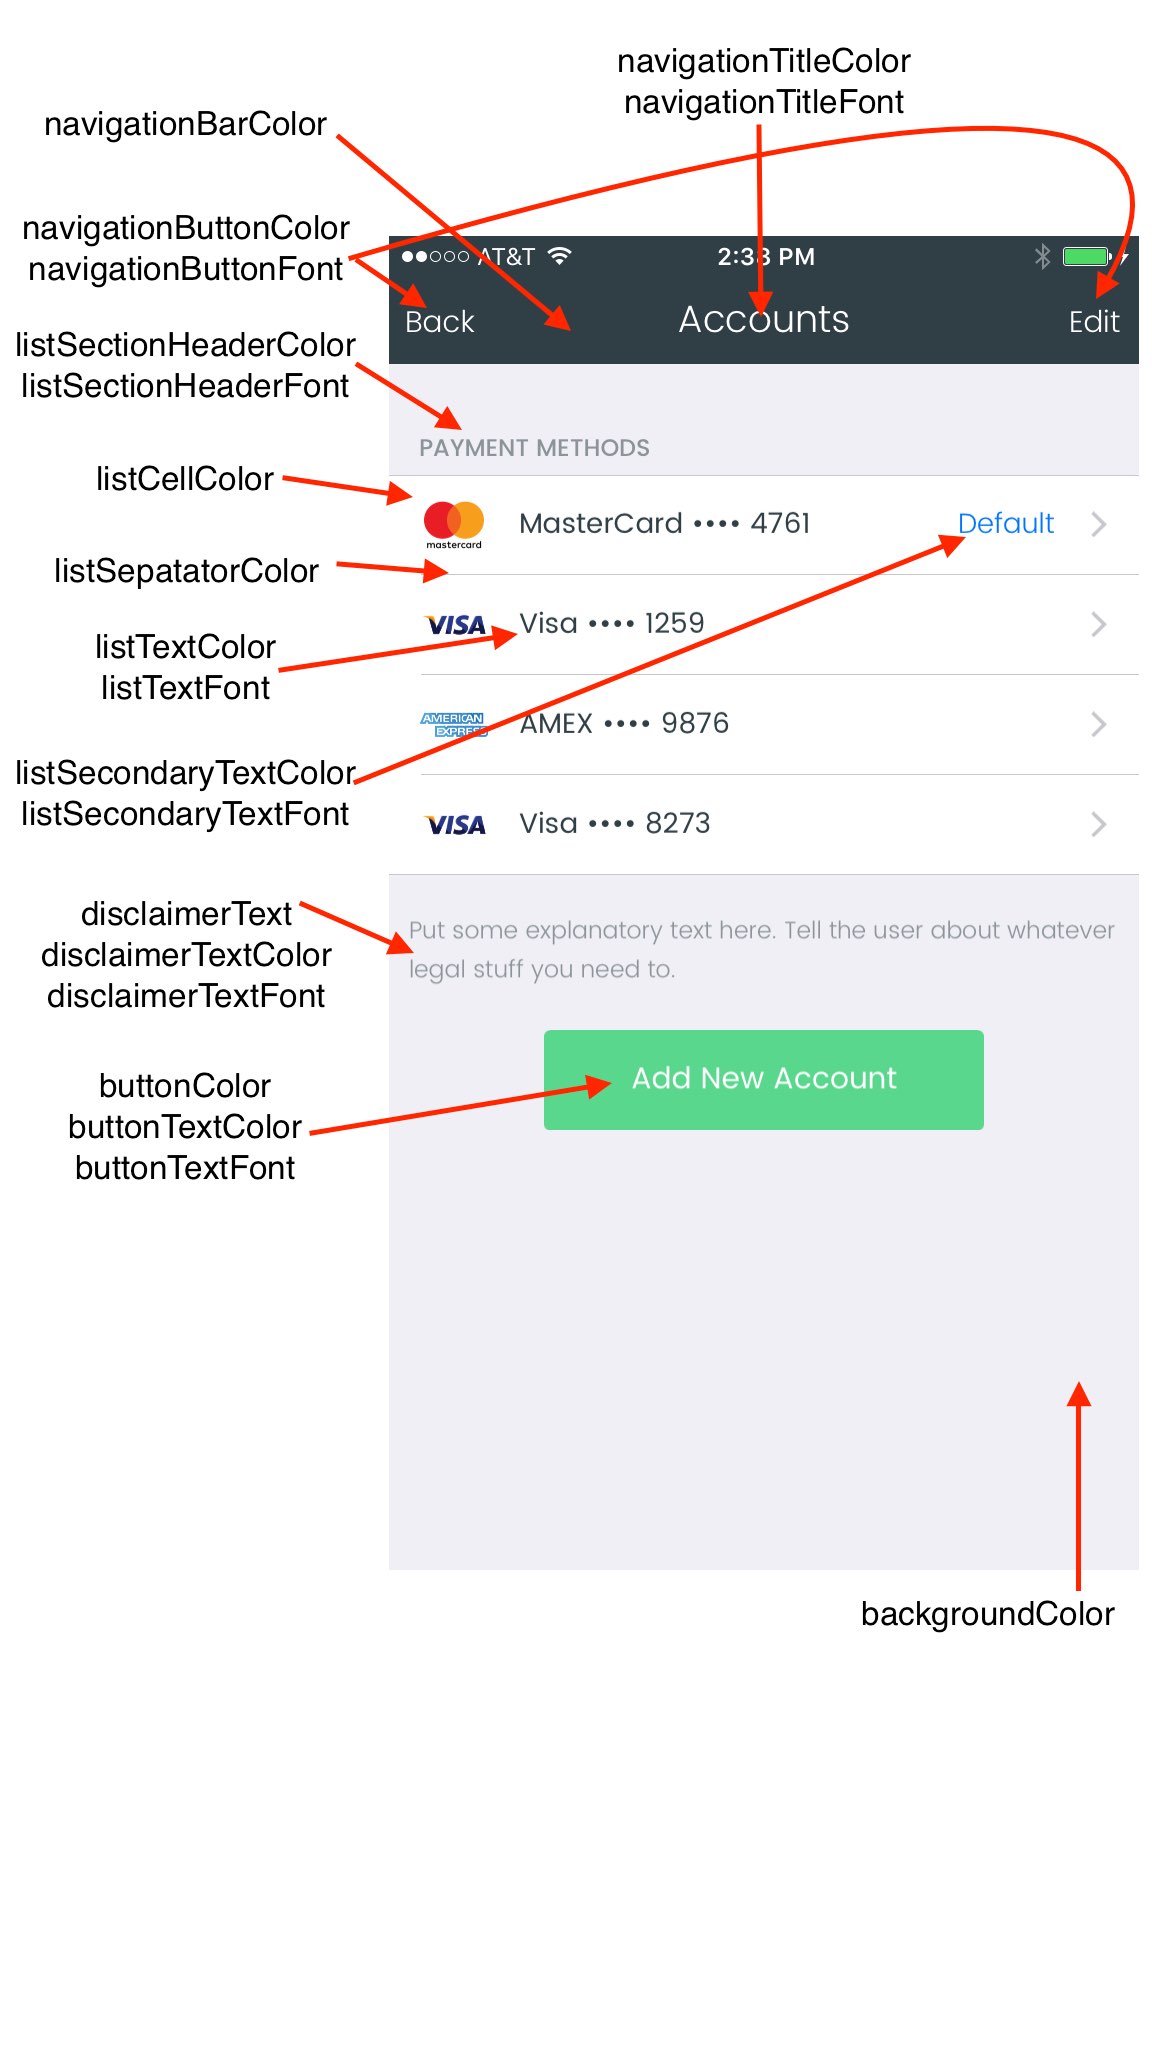 navigationTitleColor
navigationTitleFont
navigationBarColor
navigationButtonColor
navigationButtonFont
AT&T
2:38 PM
Back
Accounts
Edit
listSectionHeaderColor
listSectionHeaderFont
PAYMENT METHODS
listCellColor
mastercard
MasterCard •••• 4761
Default
listSepatatorColor
VISA
Visa •••• 1259
listTextColor
listTextFont
AMERICAN
EXPRESS
AMEX •••• 9876
listSecondaryTextColor
listSecondaryTextFont
VISA
Visa •••• 8273
disclaimerText
disclaimerTextColor
disclaimerTextFont
Put some explanatory text here. Tell the user about whatever
legal stuff you need to.
buttonColor
buttonTextColor
buttonTextFont
Add New Account
backgroundColor